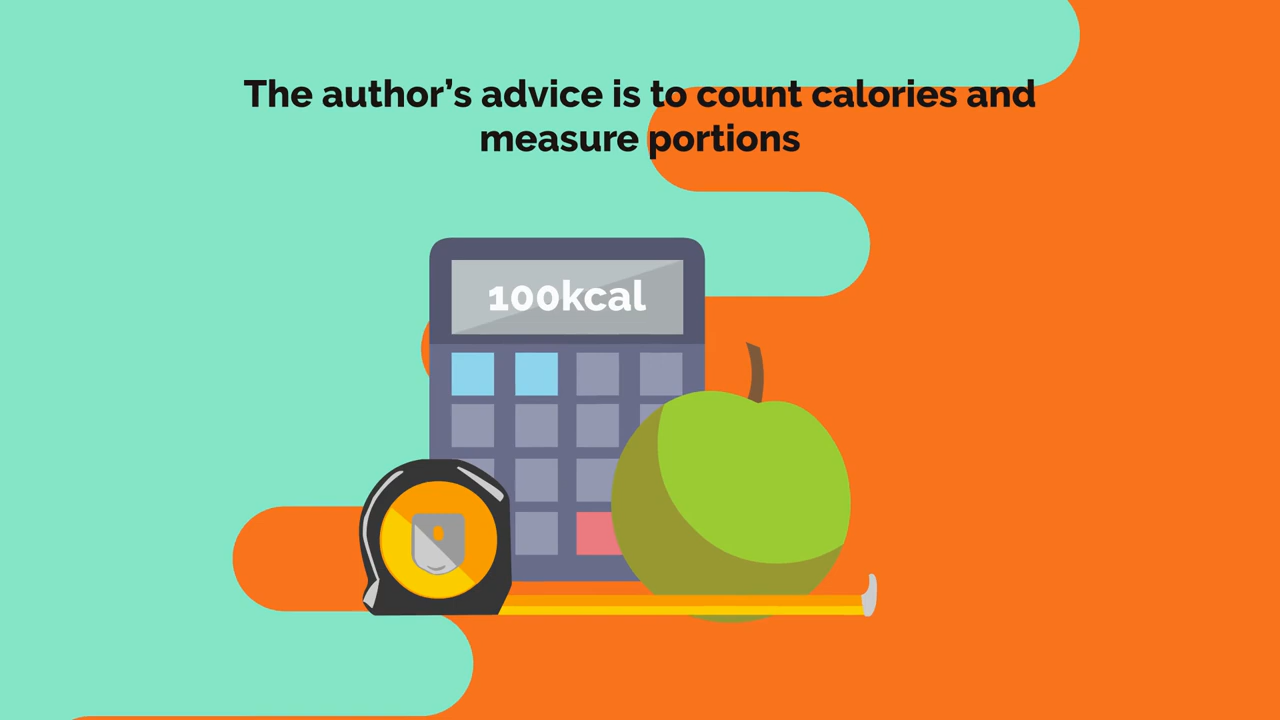 The author’s advice is to count calories and
measure portions
100kcal